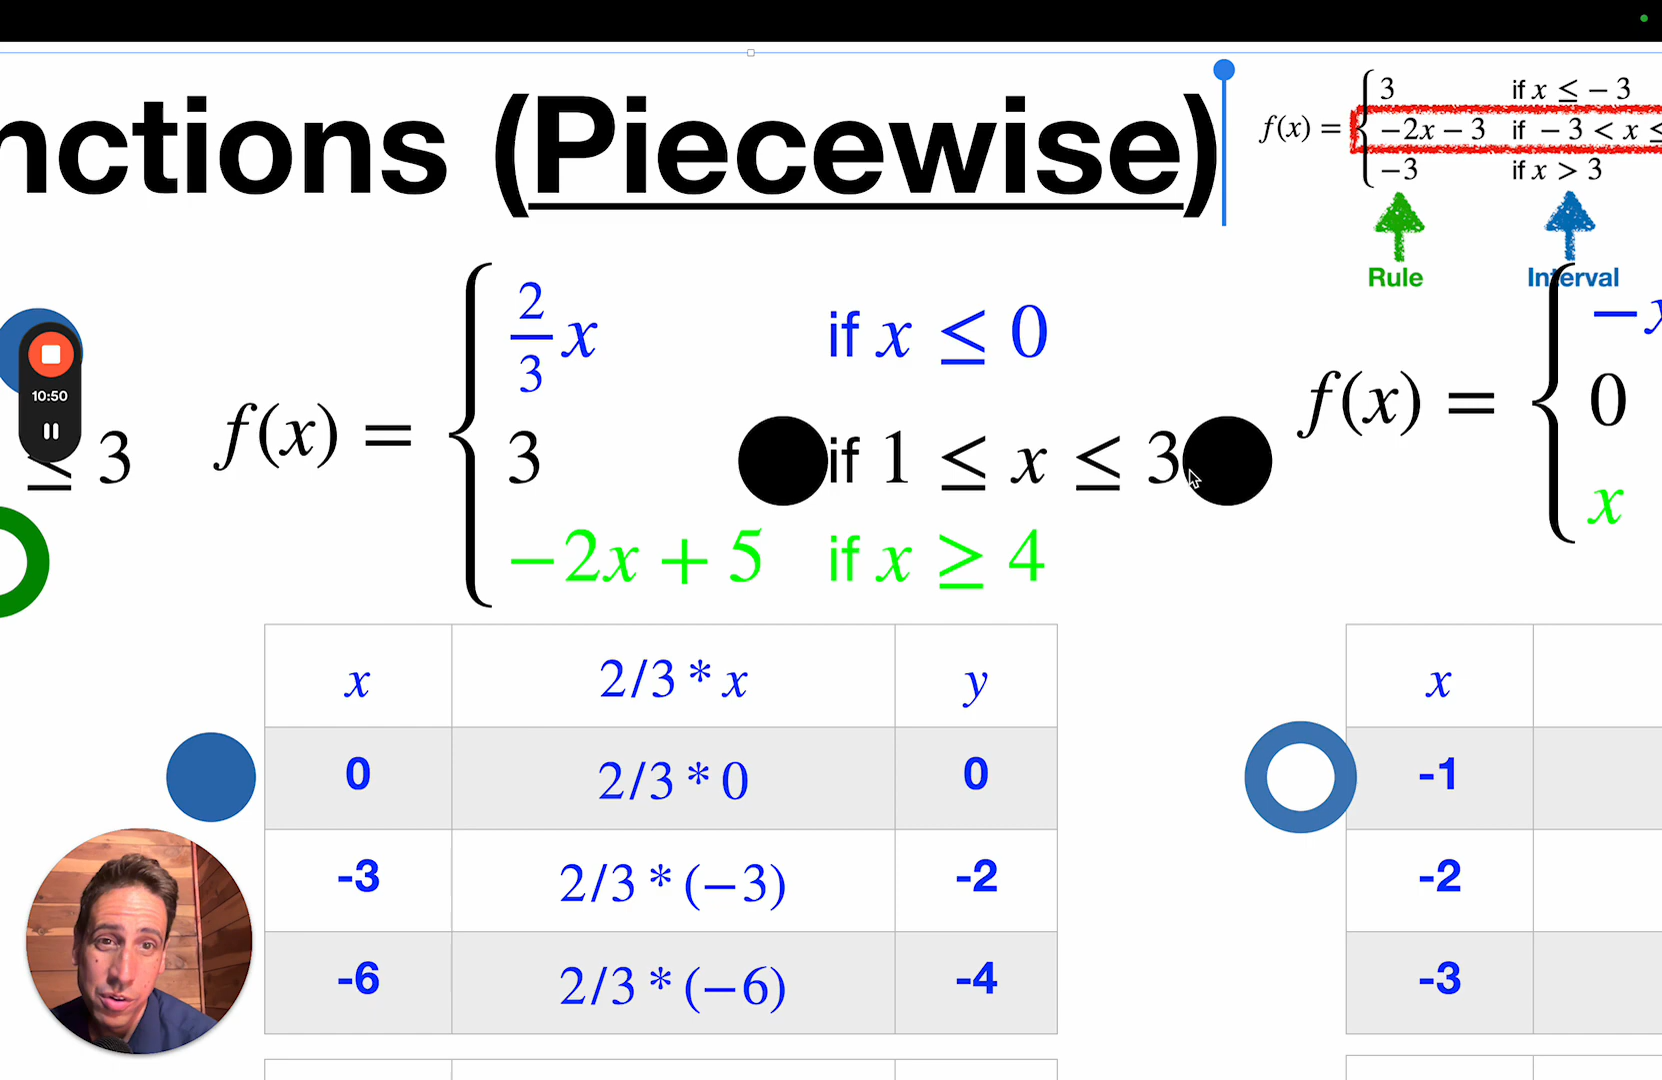 nctions (Piecewise)
f(x) = { 3 if x ≤ − 3
−2x − 3 if − 3 < x ≤
−3 if x > 3
Rule Interval
10:50
≤ 3
f(x) = { 2/3 x if x ≤ 0
3 if 1 ≤ x ≤ 3
−2x + 5 if x ≥ 4
f(x) = { −x
0
x
x 2/3 * x y
0 2/3 * 0 0
-3 2/3 * (−3) -2
-6 2/3 * (−6) -4
x
-1
-2
-3